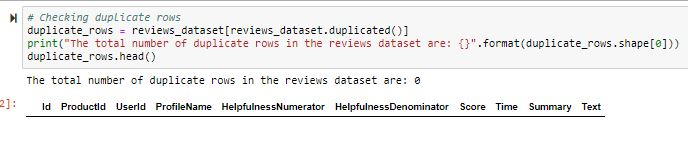 # Checking duplicate rows
duplicate_rows = reviews_dataset[reviews_dataset.duplicated()]
print("The total number of duplicate rows in the reviews dataset are: {}".format(duplicate_rows.shape[0]))
duplicate_rows.head()
The total number of duplicate rows in the reviews dataset are: 0
2]:
Id ProductId UserId ProfileName HelpfulnessNumerator HelpfulnessDenominator Score Time Summary Text